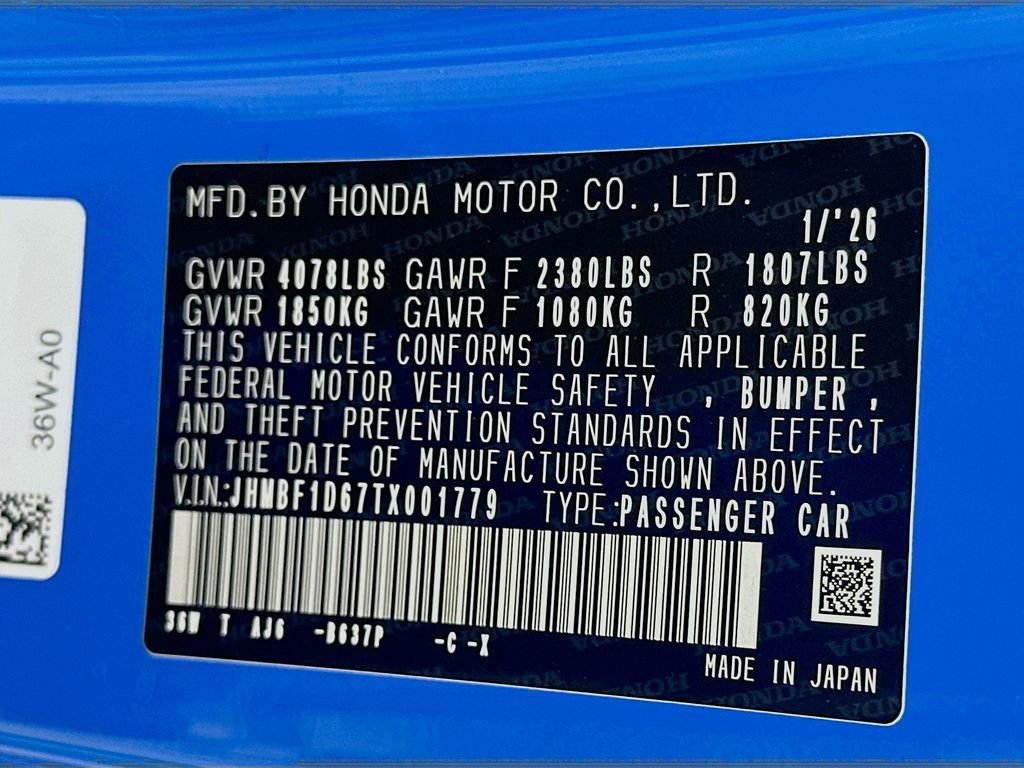 MFD. BY HONDA MOTOR CO., LTD.
1/'26
GVWR 4078LBS GAWR F 2380LBS R 1807LBS
GVWR 1850KG GAWR F 1080KG R 820KG
THIS VEHICLE CONFORMS TO ALL APPLICABLE
FEDERAL MOTOR VEHICLE SAFETY , BUMPER ,
AND THEFT PREVENTION STANDARDS IN EFFECT
ON THE DATE OF MANUFACTURE SHOWN ABOVE.
V.I.N.:JHMBF1D67TX001779 TYPE:PASSENGER CAR
36W T AJ6 -B637P -C -X
MADE IN JAPAN
36W-A0